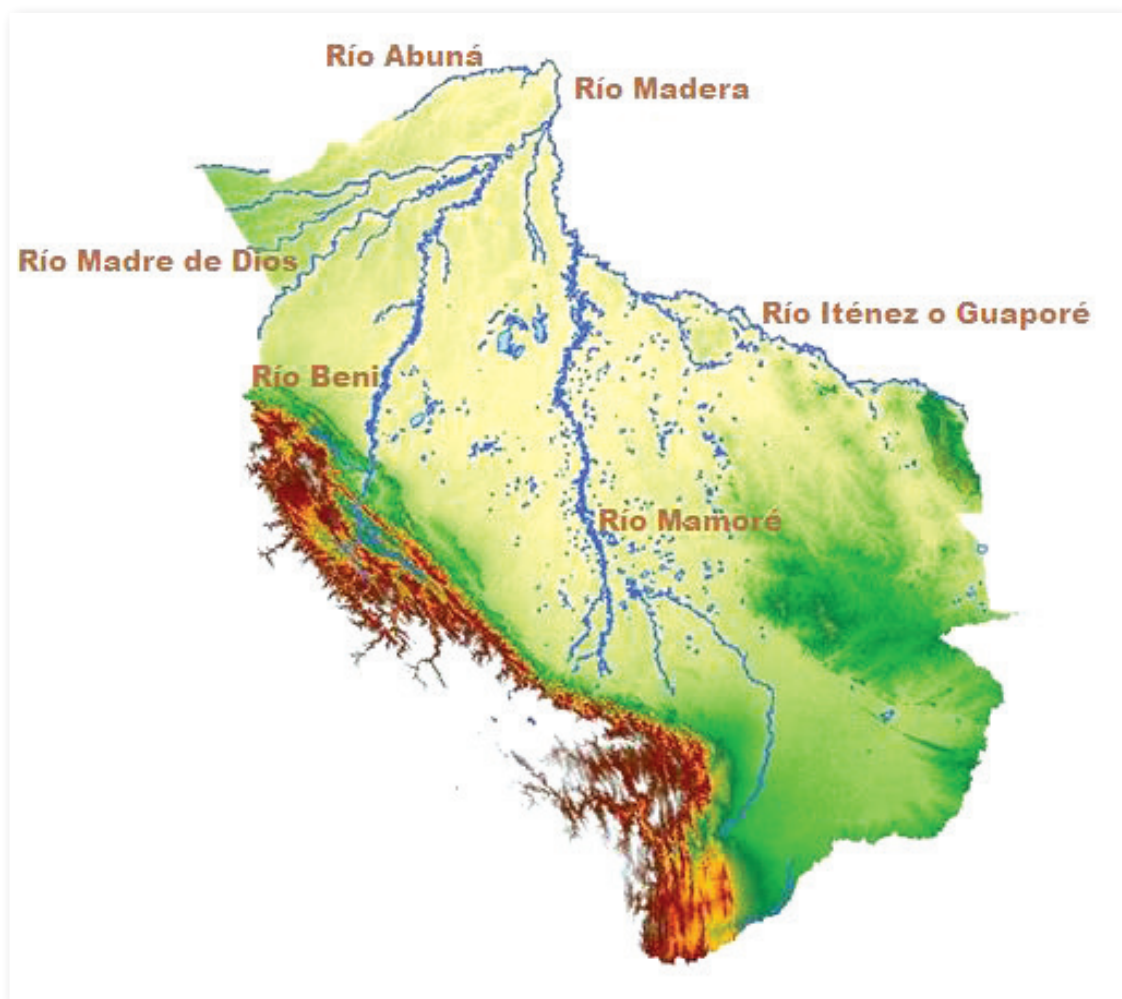 Río Abuná
Río Madera
Río Madre de Dios
Río Iténez o Guaporé
Río Beni
Río Mamoré